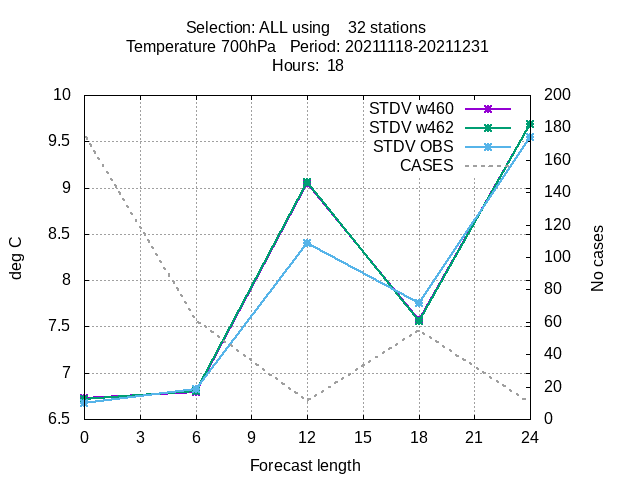 Selection: ALL using    32 stations
Temperature 700hPa   Period: 20211118-20211231
Hours:  18
STDV w460
STDV w462
STDV OBS
CASES
deg C
10
9.5
9
8.5
8
7.5
7
6.5
200
180
160
140
120
100
80
60
40
20
0
No cases
0 3 6 9 12 15 18 21 24
Forecast length